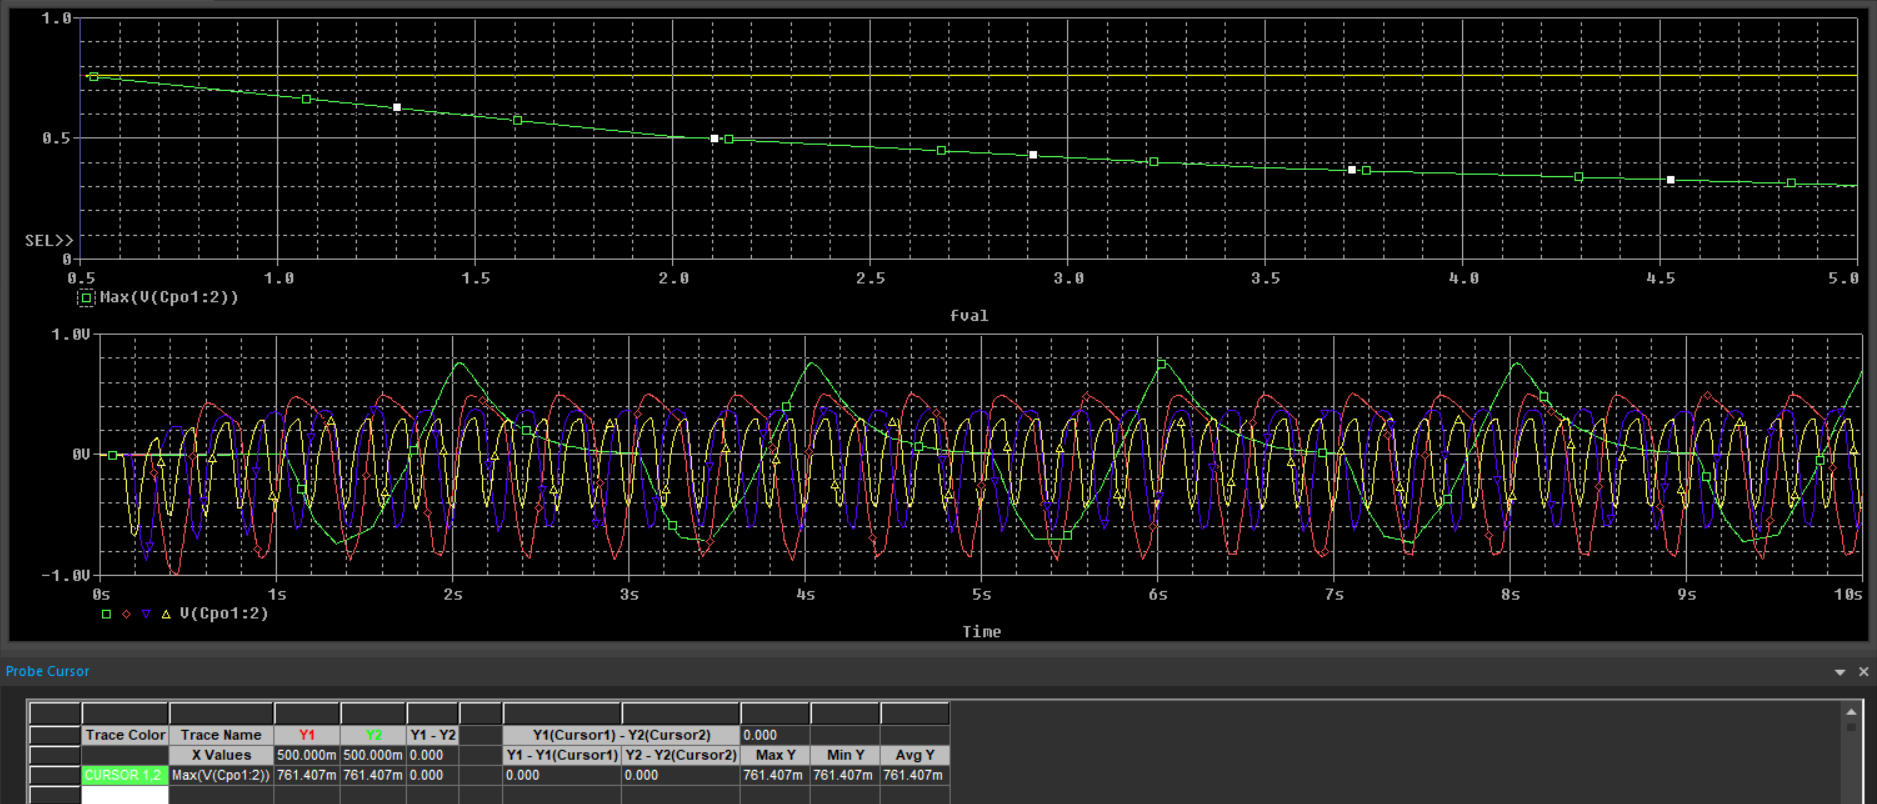 1.0
0.5
SEL>>
0
0.5 1.0 1.5 2.0 2.5 3.0 3.5 4.0 4.5 5.0
Max(V(Cpo1:2))
fval
1.0V
0V
-1.0V
0s 1s 2s 3s 4s 5s 6s 7s 8s 9s 10s
V(Cpo1:2)
Time
Probe Cursor
Trace Color Trace Name Y1 Y2 Y1 - Y2 Y1(Cursor1) - Y2(Cursor2) 0.000
X Values 500.000m 500.000m 0.000 Y1 - Y1(Cursor1) Y2 - Y2(Cursor2) Max Y Min Y Avg Y
CURSOR 1,2 Max(V(Cpo1:2)) 761.407m 761.407m 0.000 0.000 0.000 761.407m 761.407m 761.407m